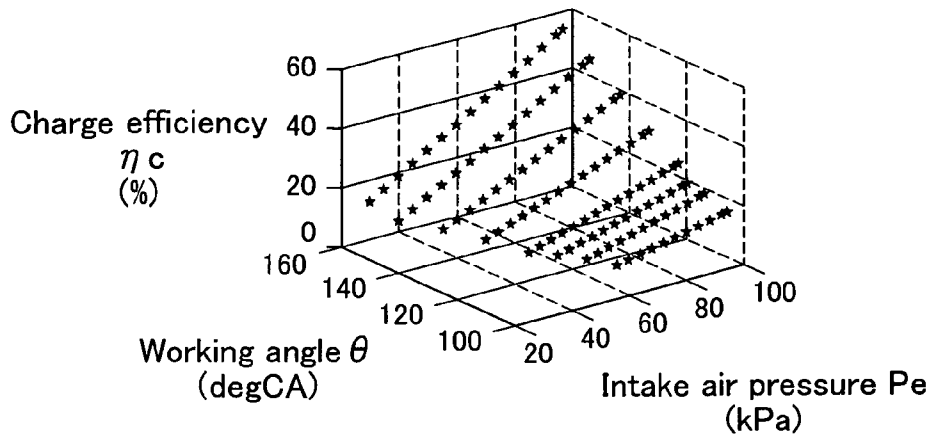 Charge efficiency
η c
(%)
60
40
20
0
160
140
120
100
20
40
60
80
100
Working angle θ
(degCA)
Intake air pressure Pe
(kPa)